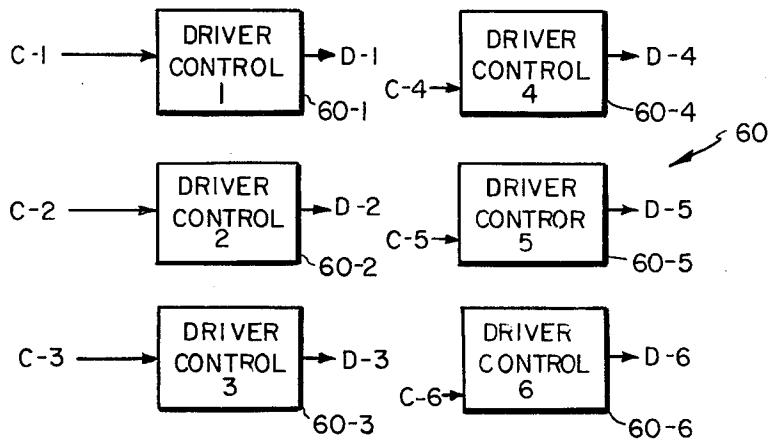 C-1
DRIVER
CONTROL
1
D-1
60-1
C-4
DRIVER
CONTROL
4
D-4
60-4
60
C-2
DRIVER
CONTROL
2
D-2
60-2
C-5
DRIVER
CONTROR
5
D-5
60-5
C-3
DRIVER
CONTROL
3
D-3
60-3
C-6
DRIVER
CONTROL
6
D-6
60-6